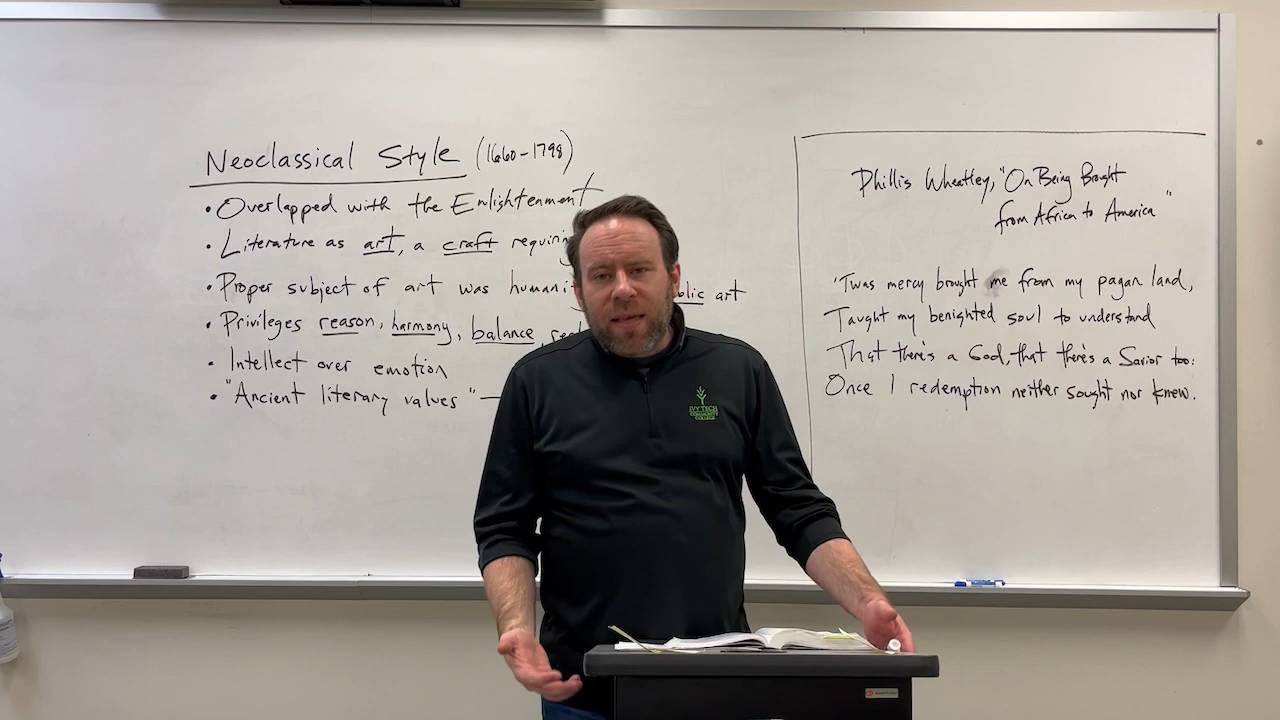 Neoclassical Style (1660-1798)
• Overlapped with the Enlightenment
• Literature as art, a craft
• Proper subject of art was art
• Privileges reason, harmony, balance,
• Intellect over emotion
• "Ancient literary values" —
Phillis Wheatley, "On Being Brought
from Africa to America"
'Twas mercy brought me from my pagan land,
Taught my benighted soul to understand
That there's a God, that there's a Savior too:
Once I redemption neither sought nor knew.
IVY TECH
COMMUNITY
COLLEGE